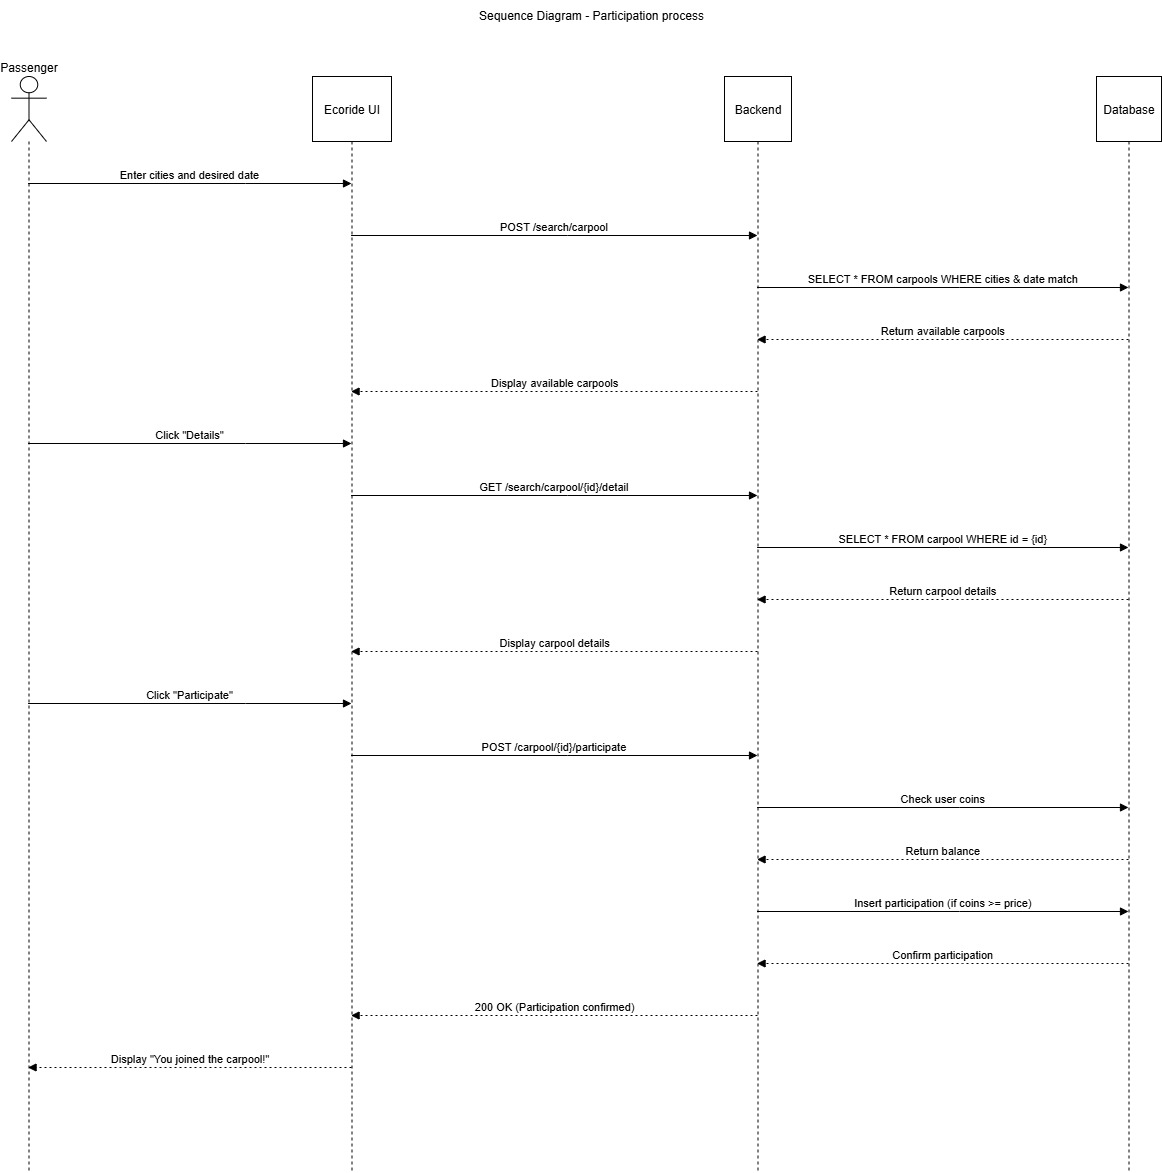 Sequence Diagram - Participation process
Passenger
Ecoride UI
Backend
Database
Enter cities and desired date
POST /search/carpool
SELECT * FROM carpools WHERE cities & date match
Return available carpools
Display available carpools
Click "Details"
GET /search/carpool/{id}/detail
SELECT * FROM carpool WHERE id = {id}
Return carpool details
Display carpool details
Click "Participate"
POST /carpool/{id}/participate
Check user coins
Return balance
Insert participation (if coins >= price)
Confirm participation
200 OK (Participation confirmed)
Display "You joined the carpool!"